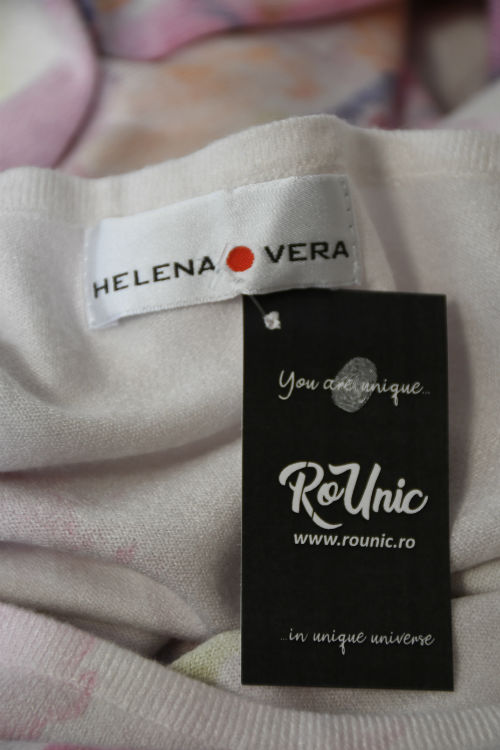 HELENA VERA
You are unique...
RoUnic
www.rounic.ro
...in unique universe